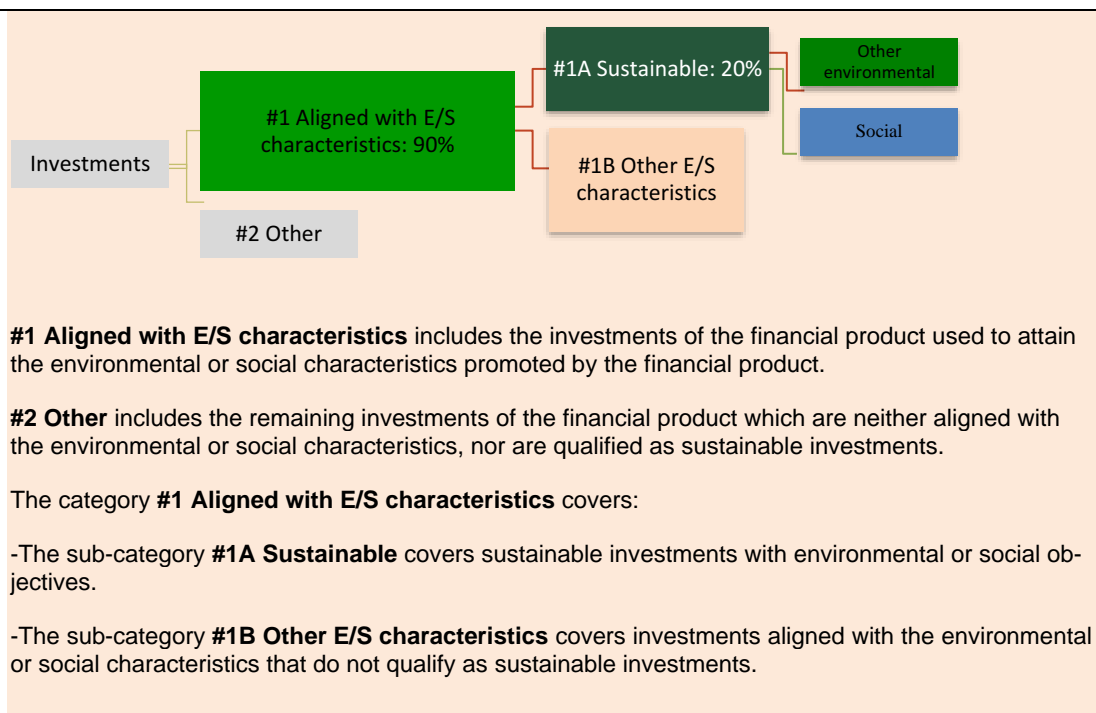 Investments
#1 Aligned with E/S
characteristics: 90%
#2 Other
#1A Sustainable: 20%
#1B Other E/S
characteristics
Other
environmental
Social
#1 Aligned with E/S characteristics includes the investments of the financial product used to attain
the environmental or social characteristics promoted by the financial product.
#2 Other includes the remaining investments of the financial product which are neither aligned with
the environmental or social characteristics, nor are qualified as sustainable investments.
The category #1 Aligned with E/S characteristics covers:
-The sub-category #1A Sustainable covers sustainable investments with environmental or social ob-
jectives.
-The sub-category #1B Other E/S characteristics covers investments aligned with the environmental
or social characteristics that do not qualify as sustainable investments.